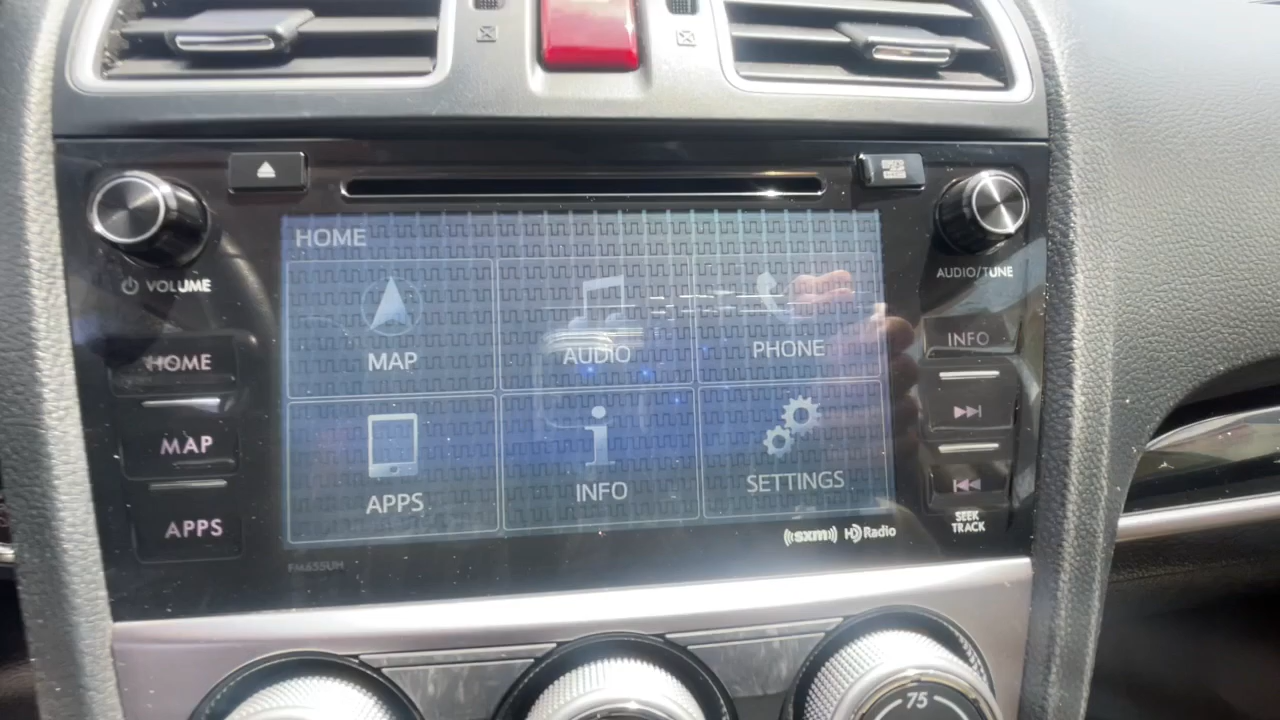 HOME
VOLUME
AUDIO/TUNE
HOME
MAP
AUDIO
PHONE
INFO
MAP
APPS
INFO
SETTINGS
APPS
SEEK
TRACK
((sxm)) HD Radio
FM655UH
75